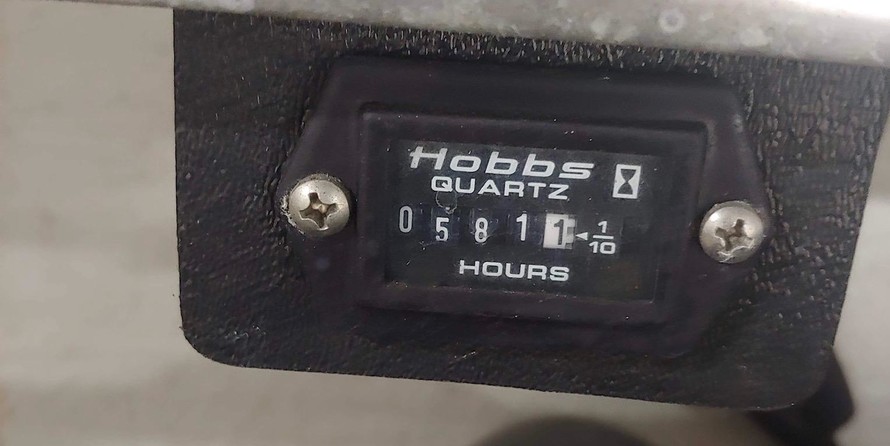 Hobbs
QUARTZ
0 5 8 1 1 1/10
HOURS